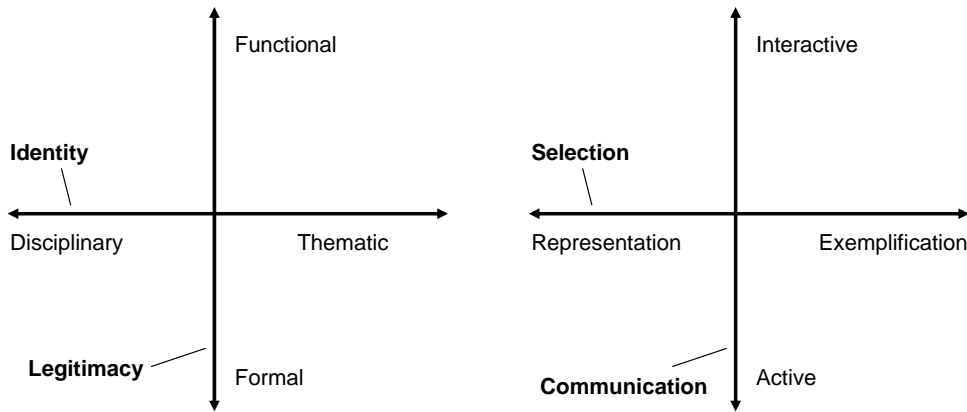 Functional
Interactive
Identity
Selection
Disciplinary
Thematic
Representation
Exemplification
Legitimacy
Formal
Communication
Active